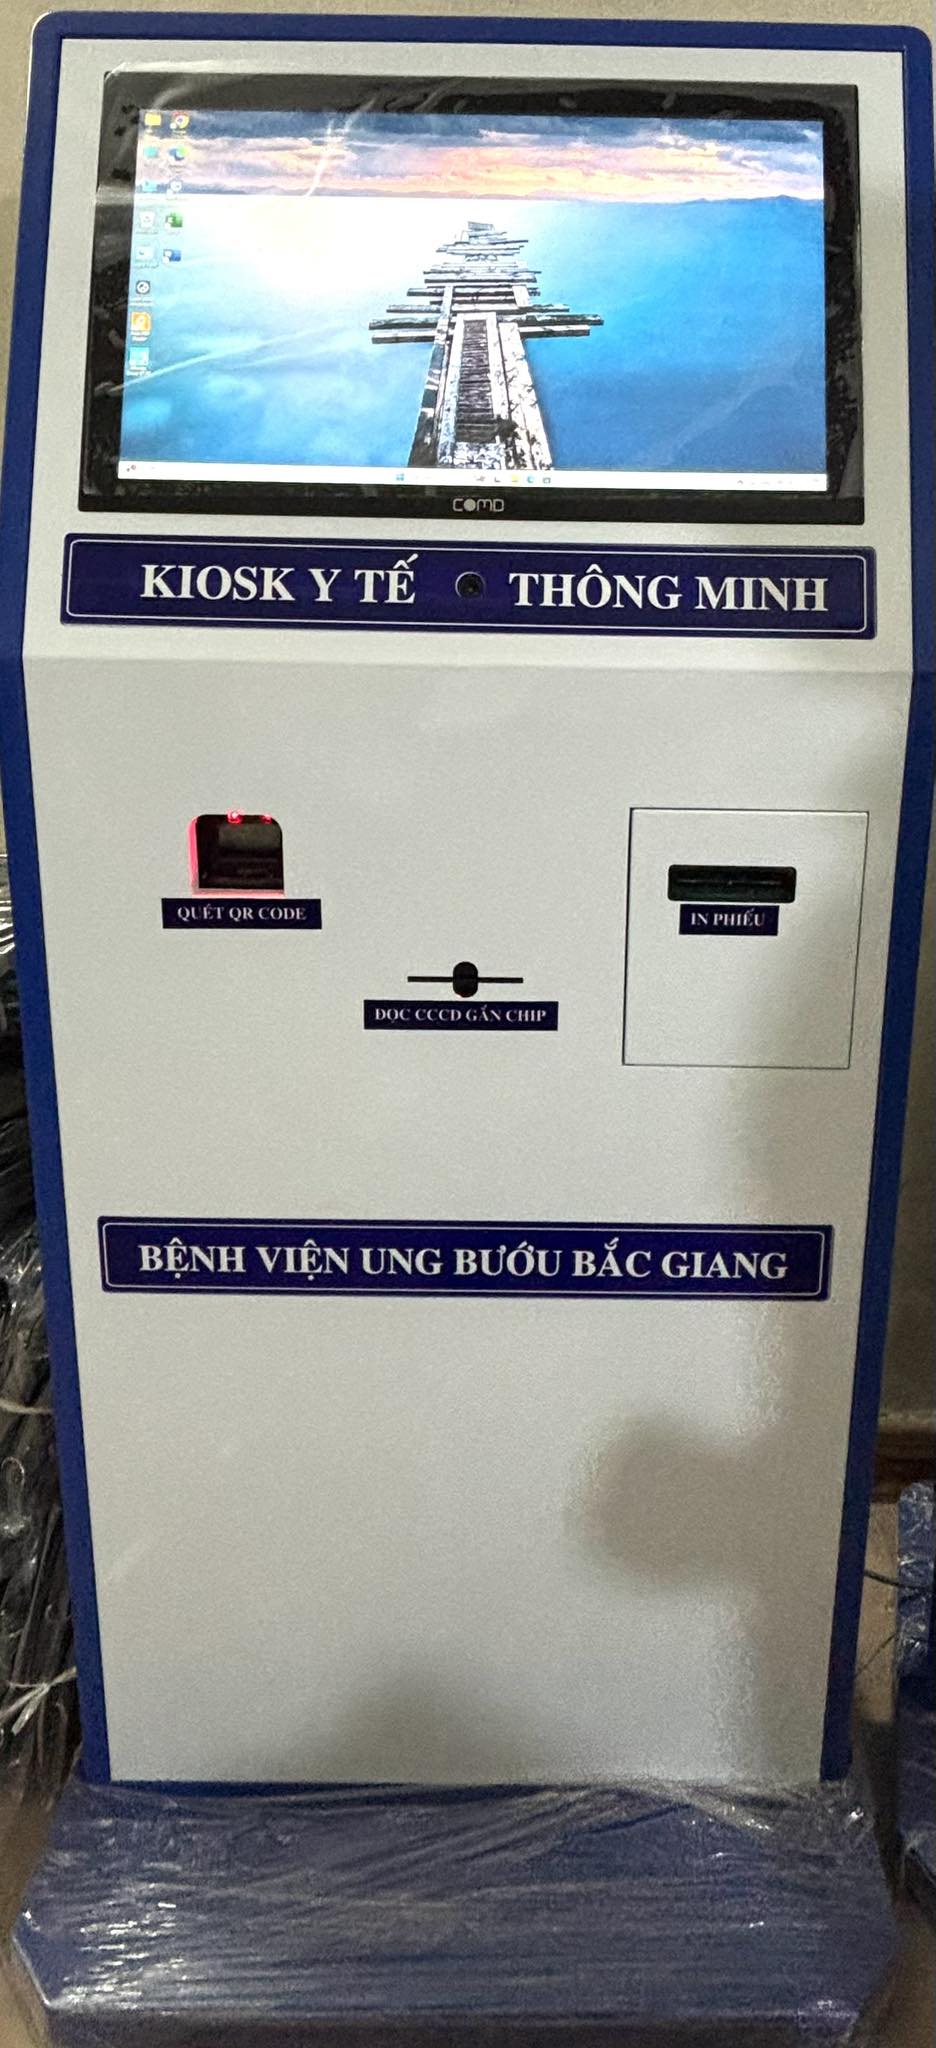 COMD
KIOSK Y TẾ THÔNG MINH
QUÉT QR CODE
IN PHIẾU
ĐỌC CCCD GẮN CHIP
BỆNH VIỆN UNG BƯỚU BẮC GIANG